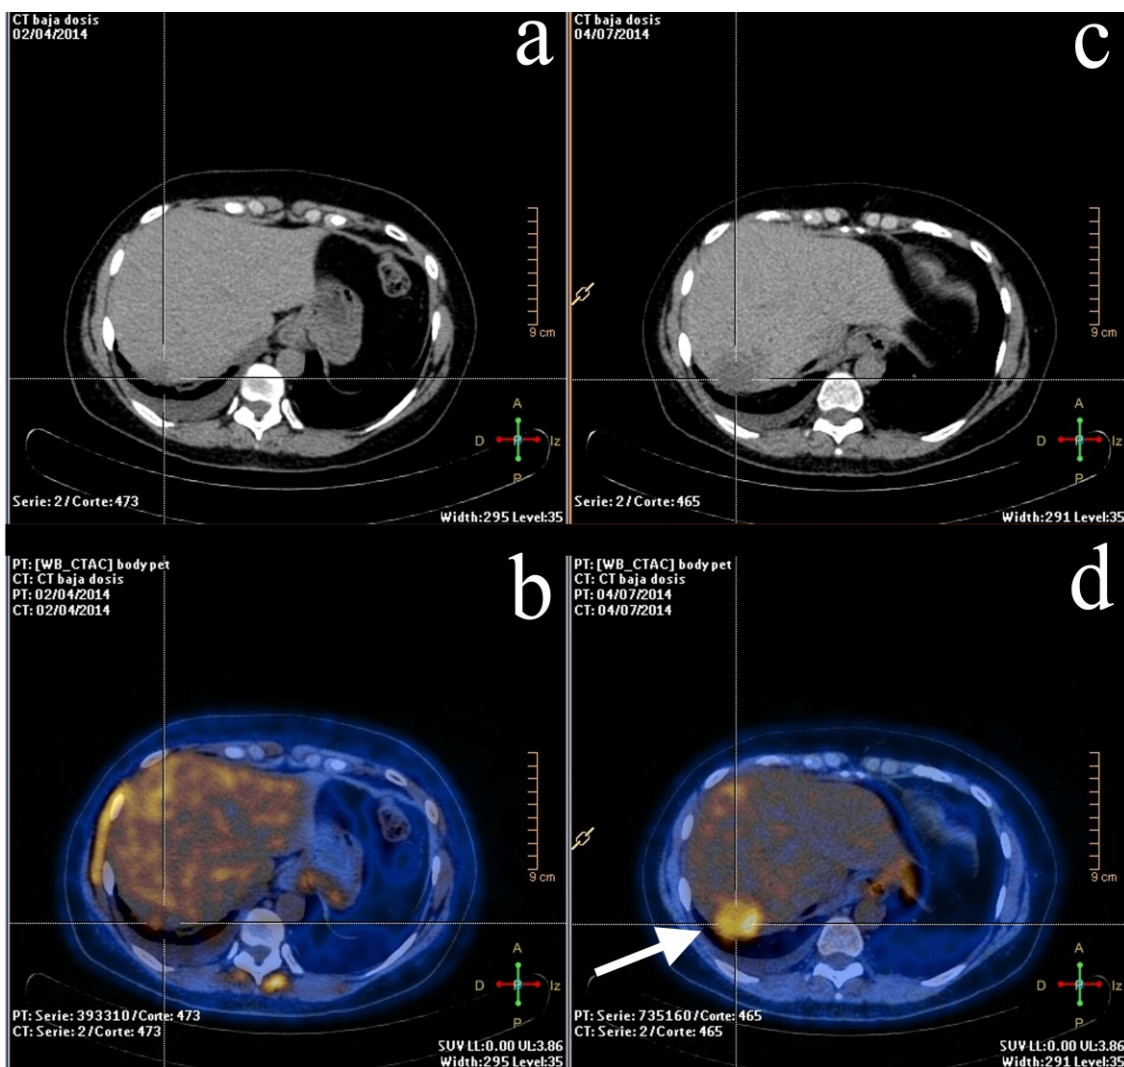 CT baja dosis
02/04/2014
a
9 cm
A
D
Iz
P
Serie: 2 / Corte: 473
Width:295 Level:35
CT baja dosis
04/07/2014
c
9 cm
A
D
Iz
P
Serie: 2 / Corte: 465
Width:291 Level:35
PT: [WB_CTAC] body pet
CT: CT baja dosis
PT: 02/04/2014
CT: 02/04/2014
b
9 cm
A
D
Iz
P
PT: Serie: 393310 / Corte: 473
CT: Serie: 2 / Corte: 473
SUV LL:0.00 UL:3.86
Width:295 Level:35
PT: [WB_CTAC] body pet
CT: CT baja dosis
PT: 04/07/2014
CT: 04/07/2014
d
9 cm
A
D
Iz
P
PT: Serie: 735160 / Corte: 465
CT: Serie: 2 / Corte: 465
SUV LL:0.00 UL:3.86
Width:291 Level:35